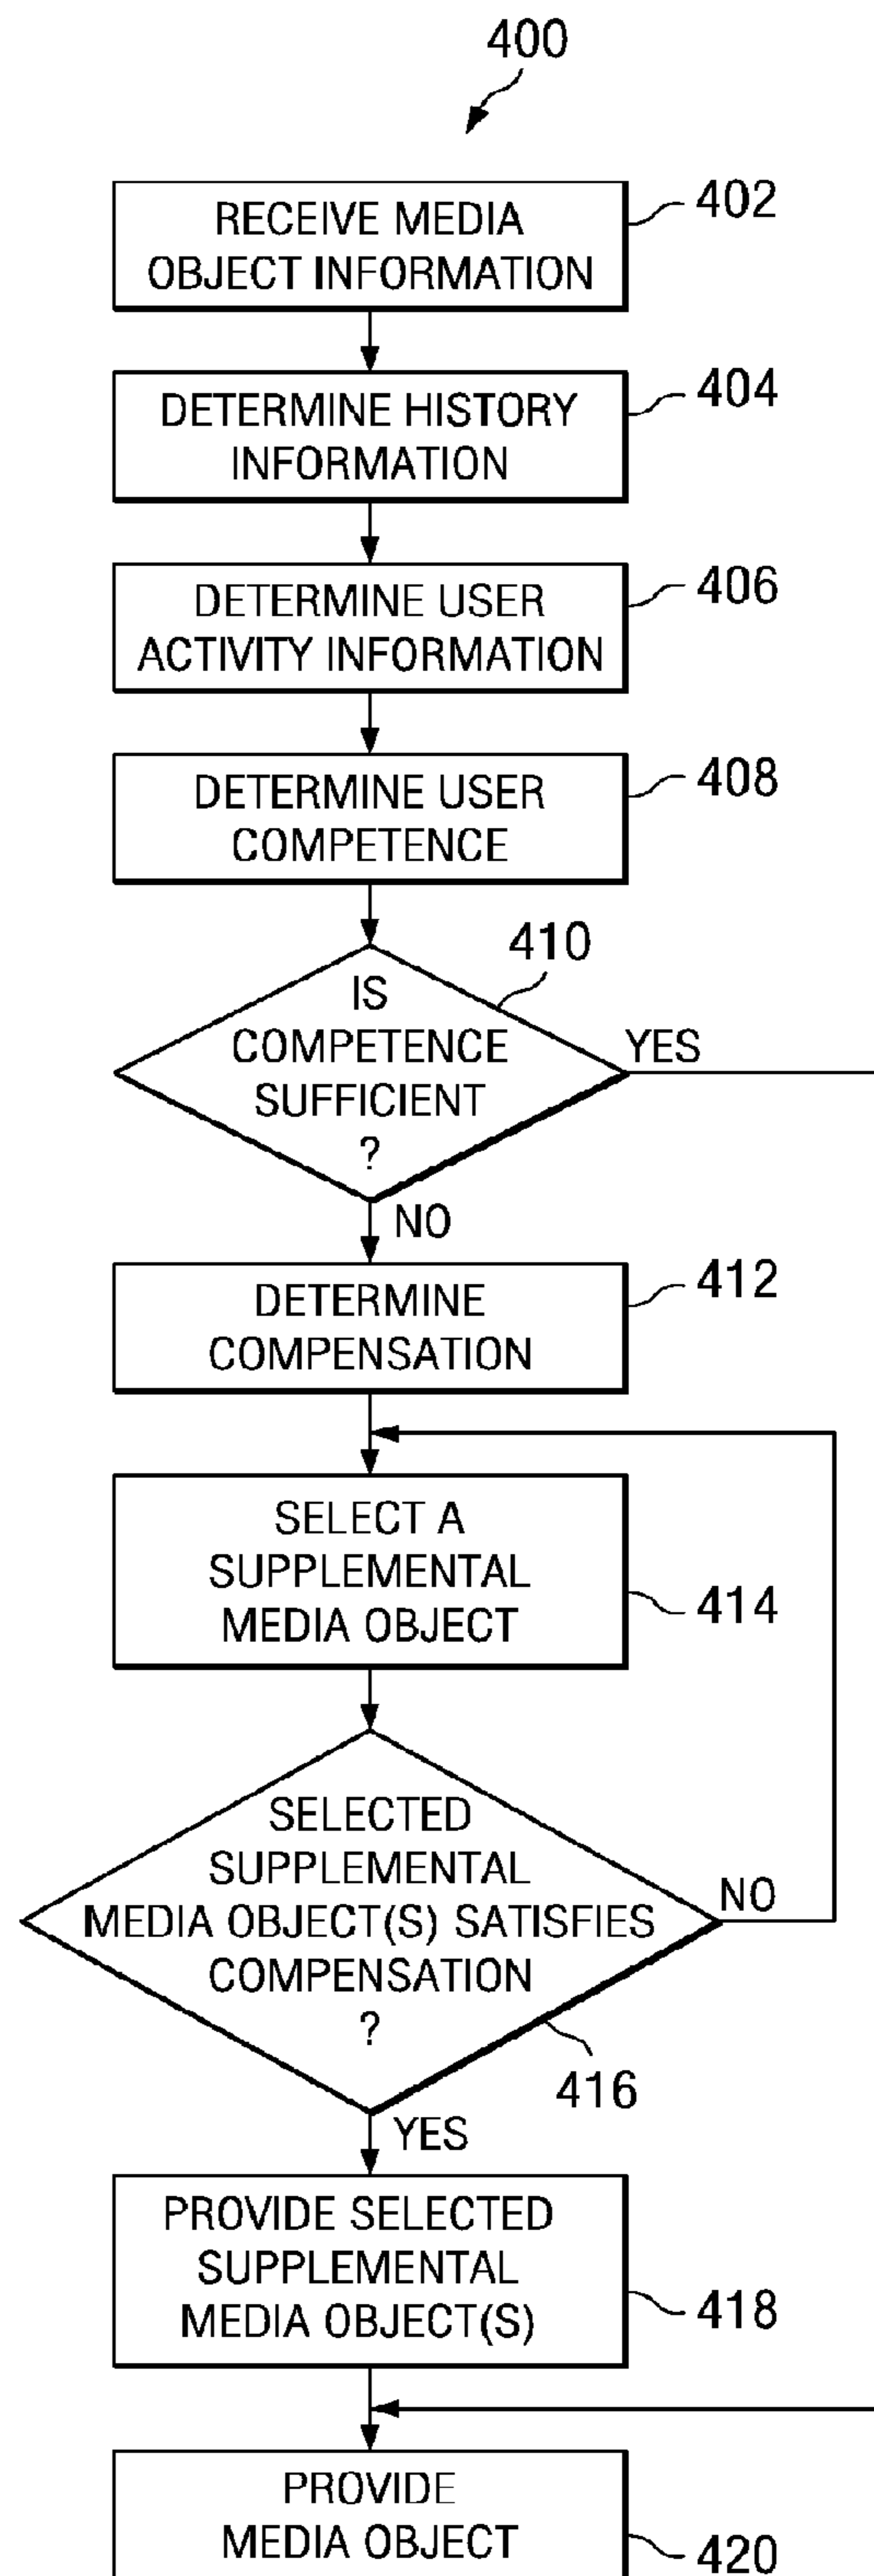 400
RECEIVE MEDIA
OBJECT INFORMATION
402
DETERMINE HISTORY
INFORMATION
404
DETERMINE USER
ACTIVITY INFORMATION
406
DETERMINE USER
COMPETENCE
408
410
IS
COMPETENCE
SUFFICIENT
?
YES
NO
DETERMINE
COMPENSATION
412
SELECT A
SUPPLEMENTAL
MEDIA OBJECT
414
SELECTED
SUPPLEMENTAL
MEDIA OBJECT(S) SATISFIES
COMPENSATION
?
NO
416
YES
PROVIDE SELECTED
SUPPLEMENTAL
MEDIA OBJECT(S)
418
PROVIDE
MEDIA OBJECT
420